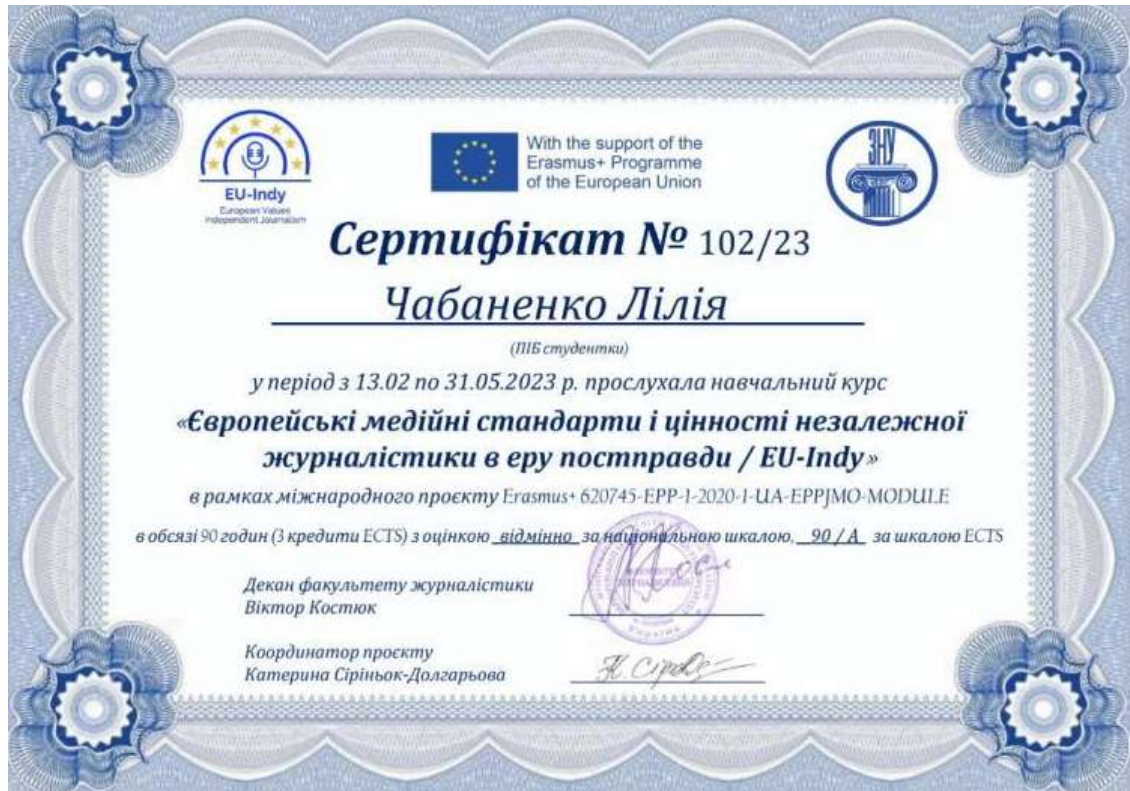 EU-Indy
European Values
Independent Journalism
With the support of the
Erasmus+ Programme
of the European Union
ЗНУ
Сертифікат № 102/23
Чабаненко Лілія
(ПІБ студентки)
у період з 13.02 по 31.05.2023 р. прослухала навчальний курс
«Європейські медійні стандарти і цінності незалежної
журналістики в еру постправди / EU-Indy»
в рамках міжнародного проєкту Erasmus+ 620745-EPP-1-2020-1-UA-EPPJMO-MODULE
в обсязі 90 годин (3 кредити ECTS) з оцінкою відмінно за національною шкалою, 90 / A за шкалою ECTS
Декан факультету журналістики
Віктор Костюк
Координатор проєкту
Катерина Сіріньок-Долгарьова